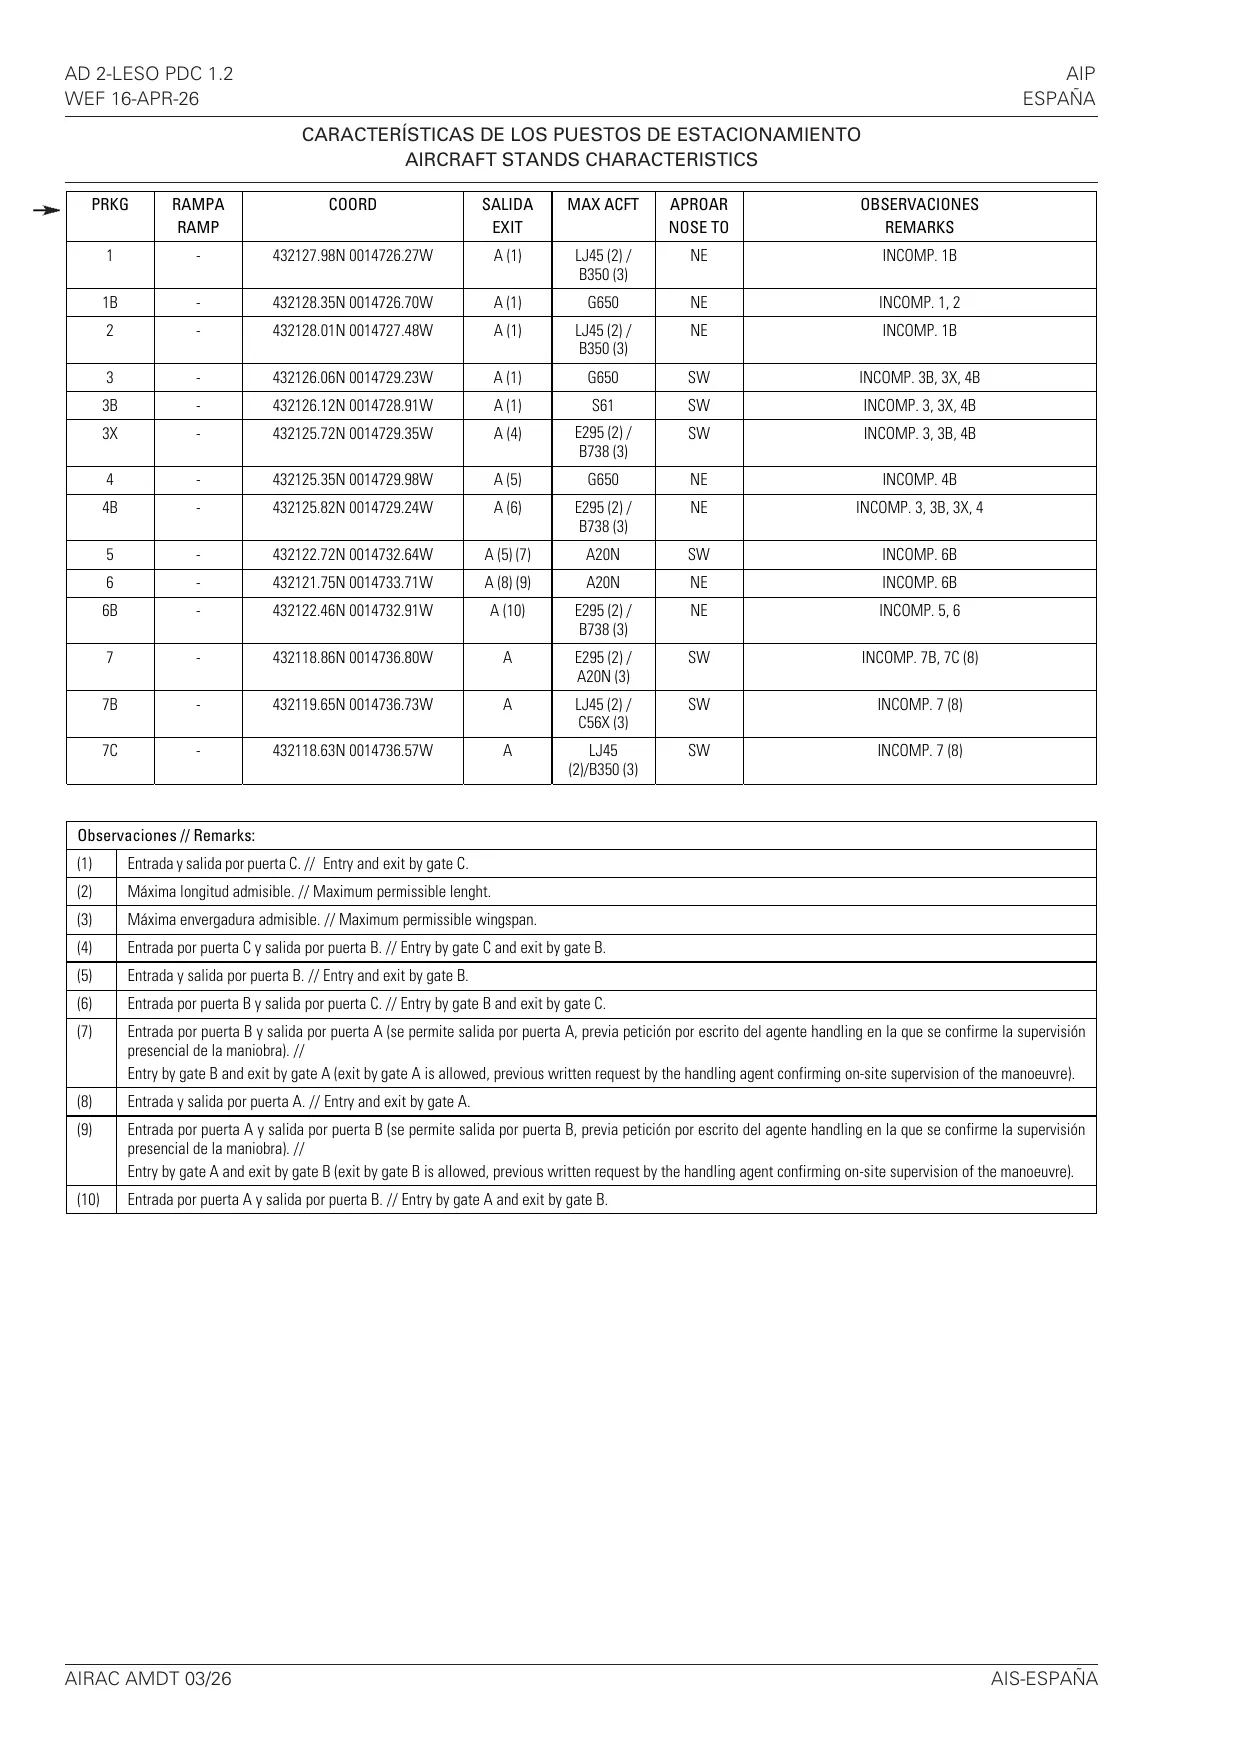 AD 2-LESO PDC 1.2
AIP
WEF 16-APR-26
ESPAÑA
CARACTERÍSTICAS DE LOS PUESTOS DE ESTACIONAMIENTO
AIRCRAFT STANDS CHARACTERISTICS
PRKG RAMPA COORD SALIDA MAX ACFT APROAR OBSERVACIONES
RAMP EXIT NOSE TO REMARKS
1 - 432127.98N 0014726.27W A (1) LJ45 (2) / NE INCOMP. 1B
B350 (3)
1B - 432128.35N 0014726.70W A (1) G650 NE INCOMP. 1, 2
2 - 432128.01N 0014727.48W A (1) LJ45 (2) / NE INCOMP. 1B
B350 (3)
3 - 432126.06N 0014729.23W A (1) G650 SW INCOMP. 3B, 3X, 4B
3B - 432126.12N 0014728.91W A (1) S61 SW INCOMP. 3, 3X, 4B
3X - 432125.72N 0014729.35W A (4) E295 (2) / SW INCOMP. 3, 3B, 4B
B738 (3)
4 - 432125.35N 0014729.98W A (5) G650 NE INCOMP. 4B
4B - 432125.82N 0014729.24W A (6) E295 (2) / NE INCOMP. 3, 3B, 3X, 4
B738 (3)
5 - 432122.72N 0014732.64W A (5) (7) A20N SW INCOMP. 6B
6 - 432121.75N 0014733.71W A (8) (9) A20N NE INCOMP. 6B
6B - 432122.46N 0014732.91W A (10) E295 (2) / NE INCOMP. 5, 6
B738 (3)
7 - 432118.86N 0014736.80W A E295 (2) / SW INCOMP. 7B, 7C (8)
A20N (3)
7B - 432119.65N 0014736.73W A LJ45 (2) / SW INCOMP. 7 (8)
C56X (3)
7C - 432118.63N 0014736.57W A LJ45 SW INCOMP. 7 (8)
(2)/B350 (3)
Observaciones // Remarks:
(1) Entrada y salida por puerta C. // Entry and exit by gate C.
(2) Máxima longitud admisible. // Maximum permissible lenght.
(3) Máxima envergadura admisible. // Maximum permissible wingspan.
(4) Entrada por puerta C y salida por puerta B. // Entry by gate C and exit by gate B.
(5) Entrada y salida por puerta B. // Entry and exit by gate B.
(6) Entrada por puerta B y salida por puerta C. // Entry by gate B and exit by gate C.
(7) Entrada por puerta B y salida por puerta A (se permite salida por puerta A, previa petición por escrito del agente handling en la que se confirme la supervisión
presencial de la maniobra). //
Entry by gate B and exit by gate A (exit by gate A is allowed, previous written request by the handling agent confirming on-site supervision of the manoeuvre).
(8) Entrada y salida por puerta A. // Entry and exit by gate A.
(9) Entrada por puerta A y salida por puerta B (se permite salida por puerta B, previa petición por escrito del agente handling en la que se confirme la supervisión
presencial de la maniobra). //
Entry by gate A and exit by gate B (exit by gate B is allowed, previous written request by the handling agent confirming on-site supervision of the manoeuvre).
(10) Entrada por puerta A y salida por puerta B. // Entry by gate A and exit by gate B.
AIRAC AMDT 03/26
AIS-ESPAÑA